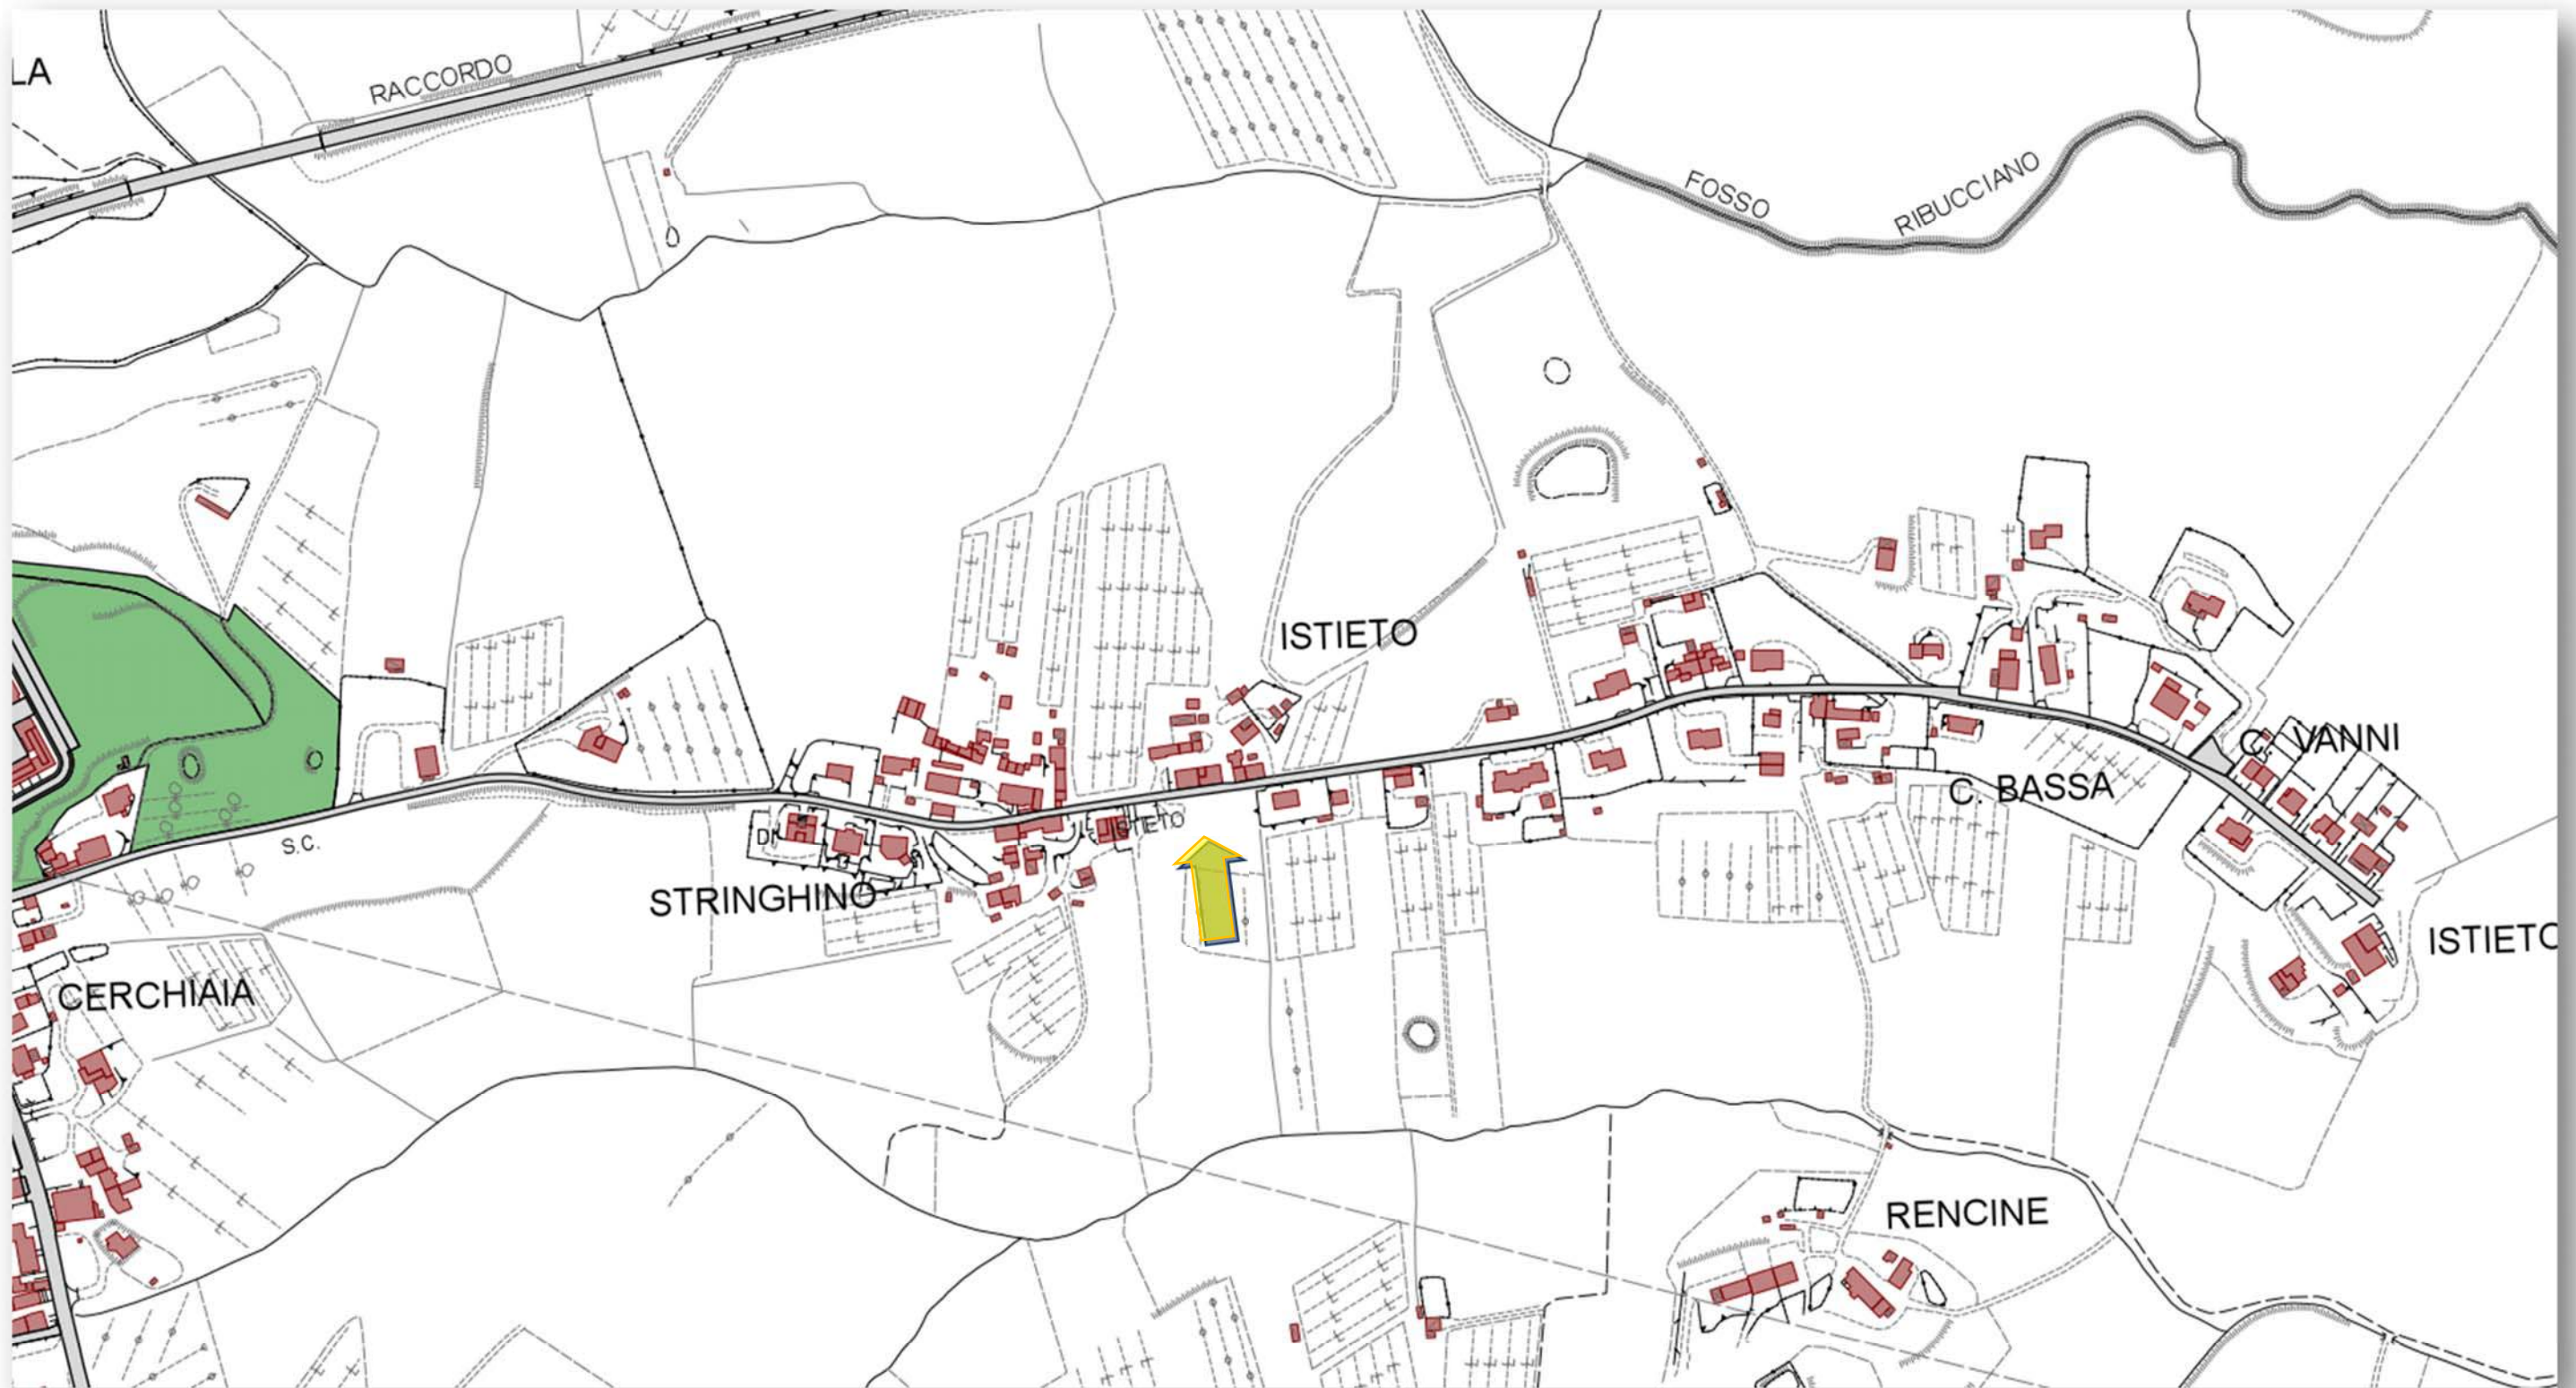 LA
RACCORDO
FOSSO
RIBUCCIANO
ISTIETO
C. VANNI
C. BASSA
S.C.
DI
ISTIETO
STRINGHINO
ISTIETO
CERCHIAIA
RENCINE